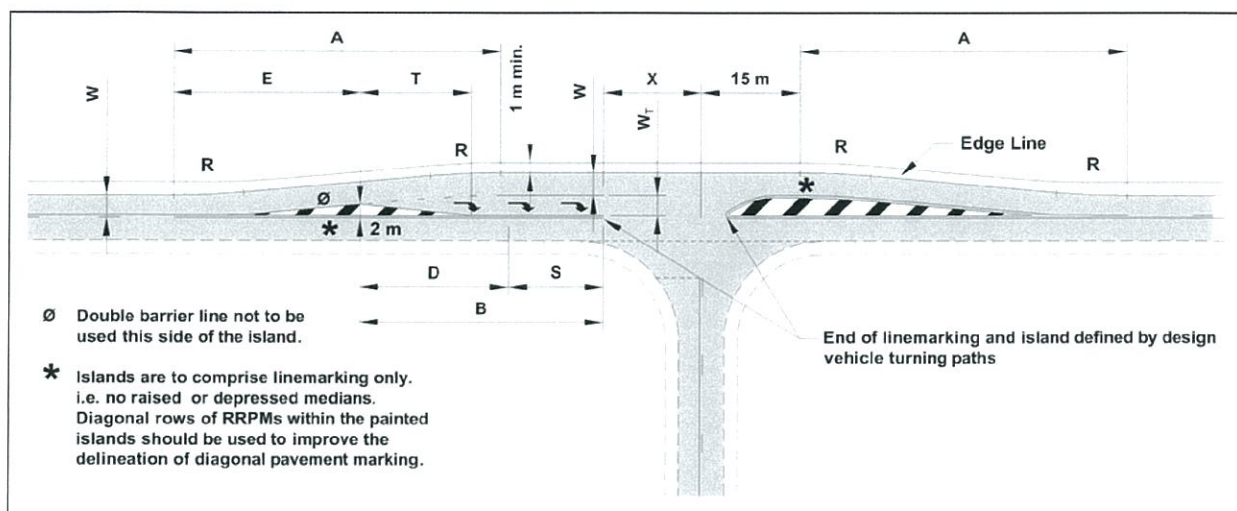 A
A
E
T
1 m min.
W
X
15 m
W
W_T
R
R
R
Edge Line
R
Ø
*
*
2 m
D
S
B
Ø Double barrier line not to be
used this side of the island.
End of linemarking and island defined by design
vehicle turning paths
* Islands are to comprise linemarking only.
i.e. no raised or depressed medians.
Diagonal rows of RRPMs within the painted
islands should be used to improve the
delineation of diagonal pavement marking.